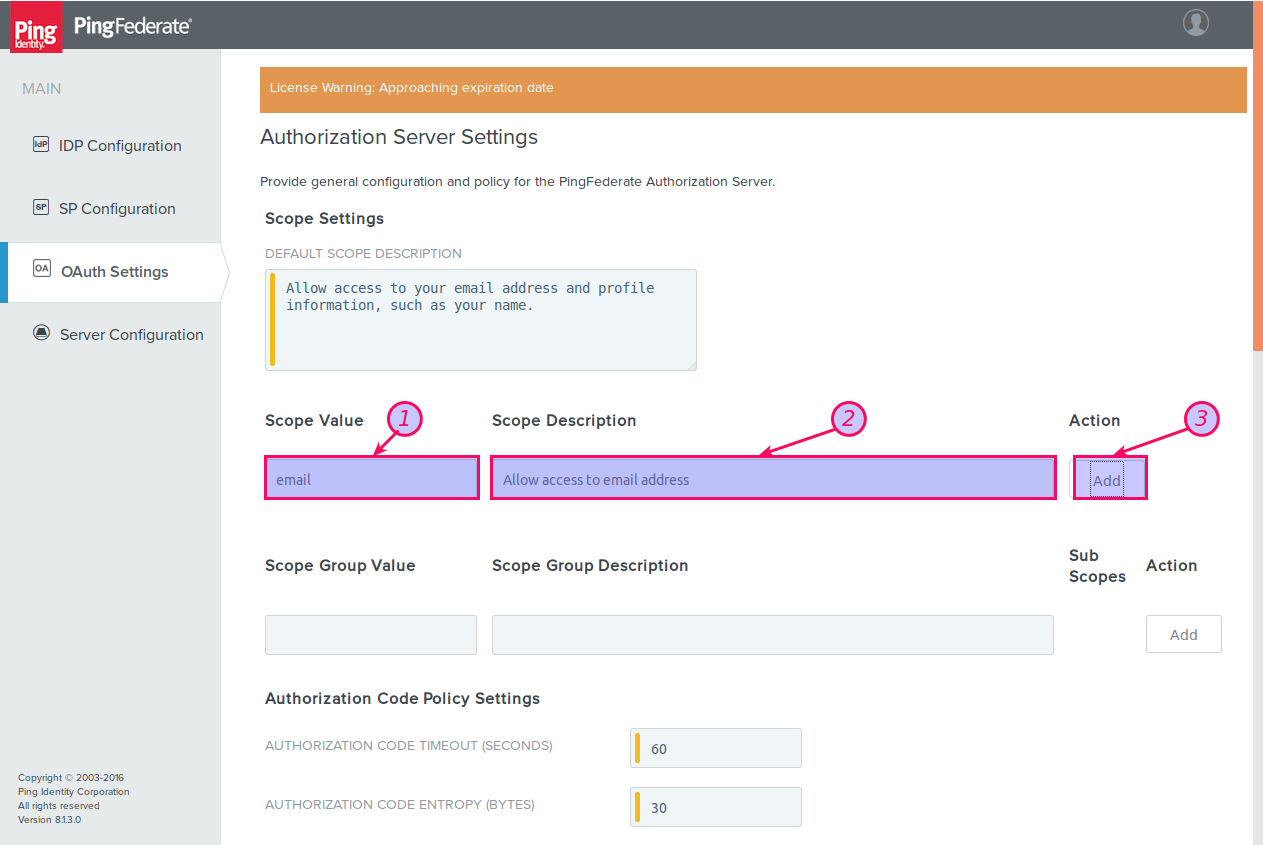 Ping
Identity.
PingFederate
MAIN
IdP IDP Configuration
SP SP Configuration
OA OAuth Settings
Server Configuration
Copyright © 2003-2016
Ping Identity Corporation
All rights reserved
Version 8.1.3.0
License Warning: Approaching expiration date
Authorization Server Settings
Provide general configuration and policy for the PingFederate Authorization Server.
Scope Settings
DEFAULT SCOPE DESCRIPTION
Allow access to your email address and profile
information, such as your name.
Scope Value 1 Scope Description 2 Action 3
email Allow access to email address Add
Scope Group Value Scope Group Description Sub Scopes Action
Add
Authorization Code Policy Settings
AUTHORIZATION CODE TIMEOUT (SECONDS) 60
AUTHORIZATION CODE ENTROPY (BYTES) 30